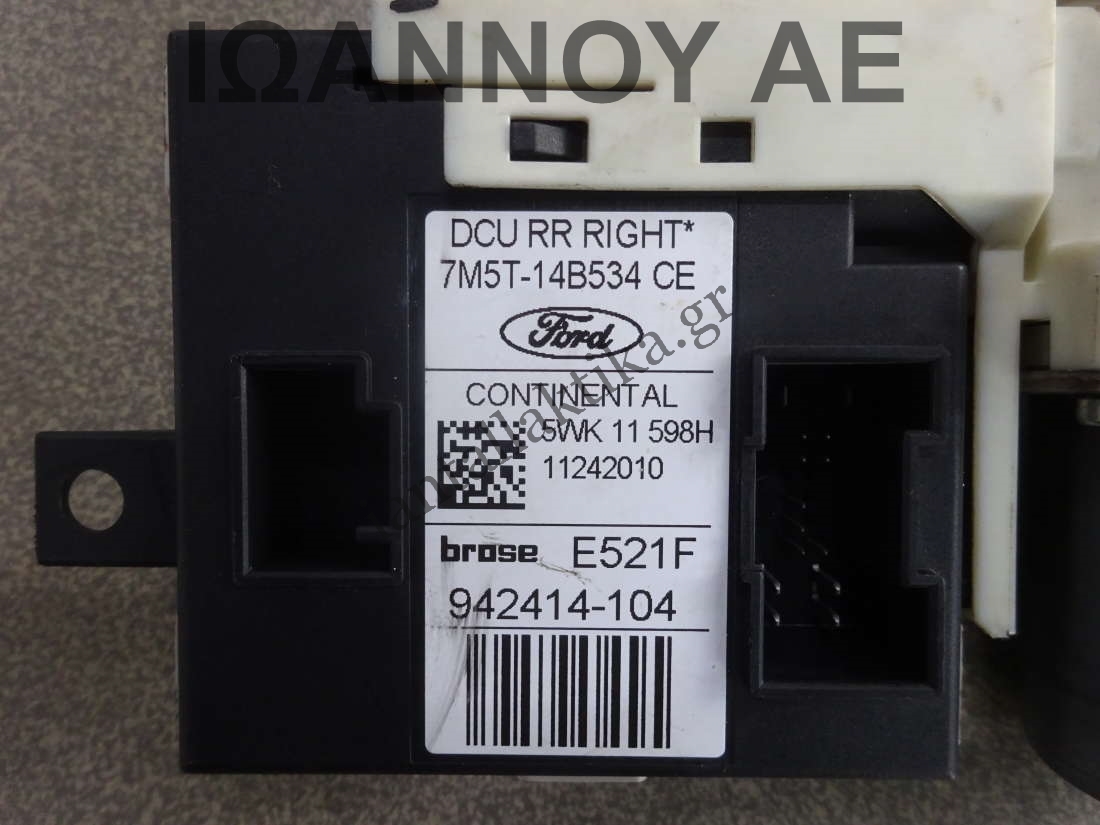 ΙΩΑΝΝΟΥ ΑΕ
DCU RR RIGHT*
7M5T-14B534 CE
Ford
CONTINENTAL
5WK 11 598H
11242010
brose E521F
942414-104